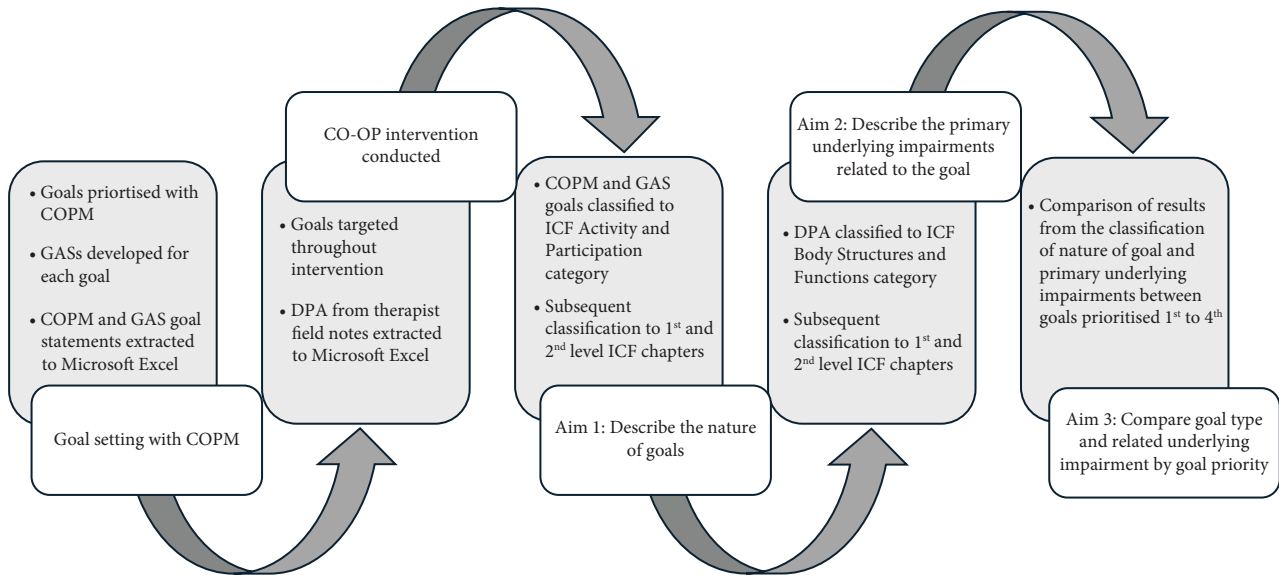 • Goals prioritised with
COPM
• GASs developed for
each goal
• COPM and GAS goal
statements extracted
to Microsoft Excel
Goal setting with COPM
CO-OP intervention
conducted
• Goals targeted
throughout
intervention
• DPA from therapist
field notes extracted
to Microsoft Excel
• COPM and GAS
goals classified to
ICF Activity and
Participation
category
• Subsequent
classification to 1st and
2nd level ICF chapters
Aim 1: Describe the nature
of goals
Aim 2: Describe the primary
underlying impairments
related to the goal
• DPA classified to ICF
Body Structures and
Functions category
• Subsequent
classification to 1st and
2nd level ICF chapters
• Comparison of results
from the classification
of nature of goal and
primary underlying
impairments between
goals prioritised 1st to 4th
Aim 3: Compare goal type
and related underlying
impairment by goal priority